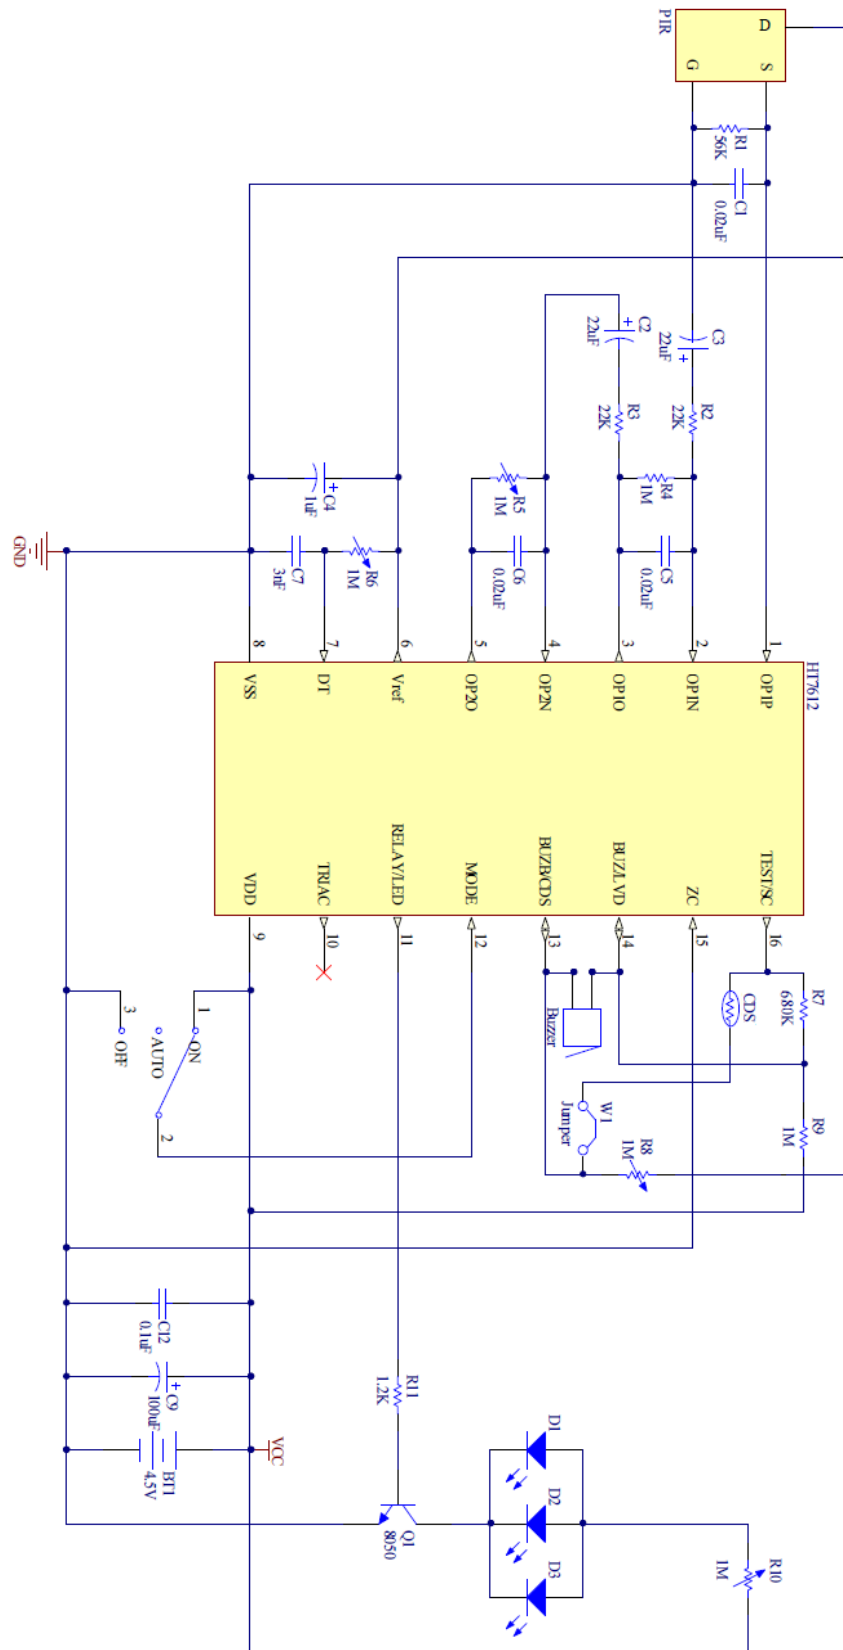 PIR
D
G
S
R1
56K
C1
0.02uF
C2
22uF
C3
22uF
R3
22K
R2
22K
C4
1uF
R5
1M
R4
1M
GND
C7
3nF
R6
1M
C6
0.02uF
C5
0.02uF
8
7
6
5
4
3
2
1
HT7612
VSS
DT
Vref
OP2O
OP2N
OP1O
OP1N
OP1P
VDD
TRIAC
RELAY/LED
MODE
BUZB/CDS
BUZ/LVD
ZC
TEST/SC
9
10
11
12
13
14
15
16
3
OFF
AUTO
1
ON
2
Buzzer
CDS
R7
680K
W1
Jumper
R8
1M
R9
1M
C12
0.1uF
C9
100uF
BT1
4.5V
VCC
R11
1.2K
Q1
8050
D1
D2
D3
R10
1M